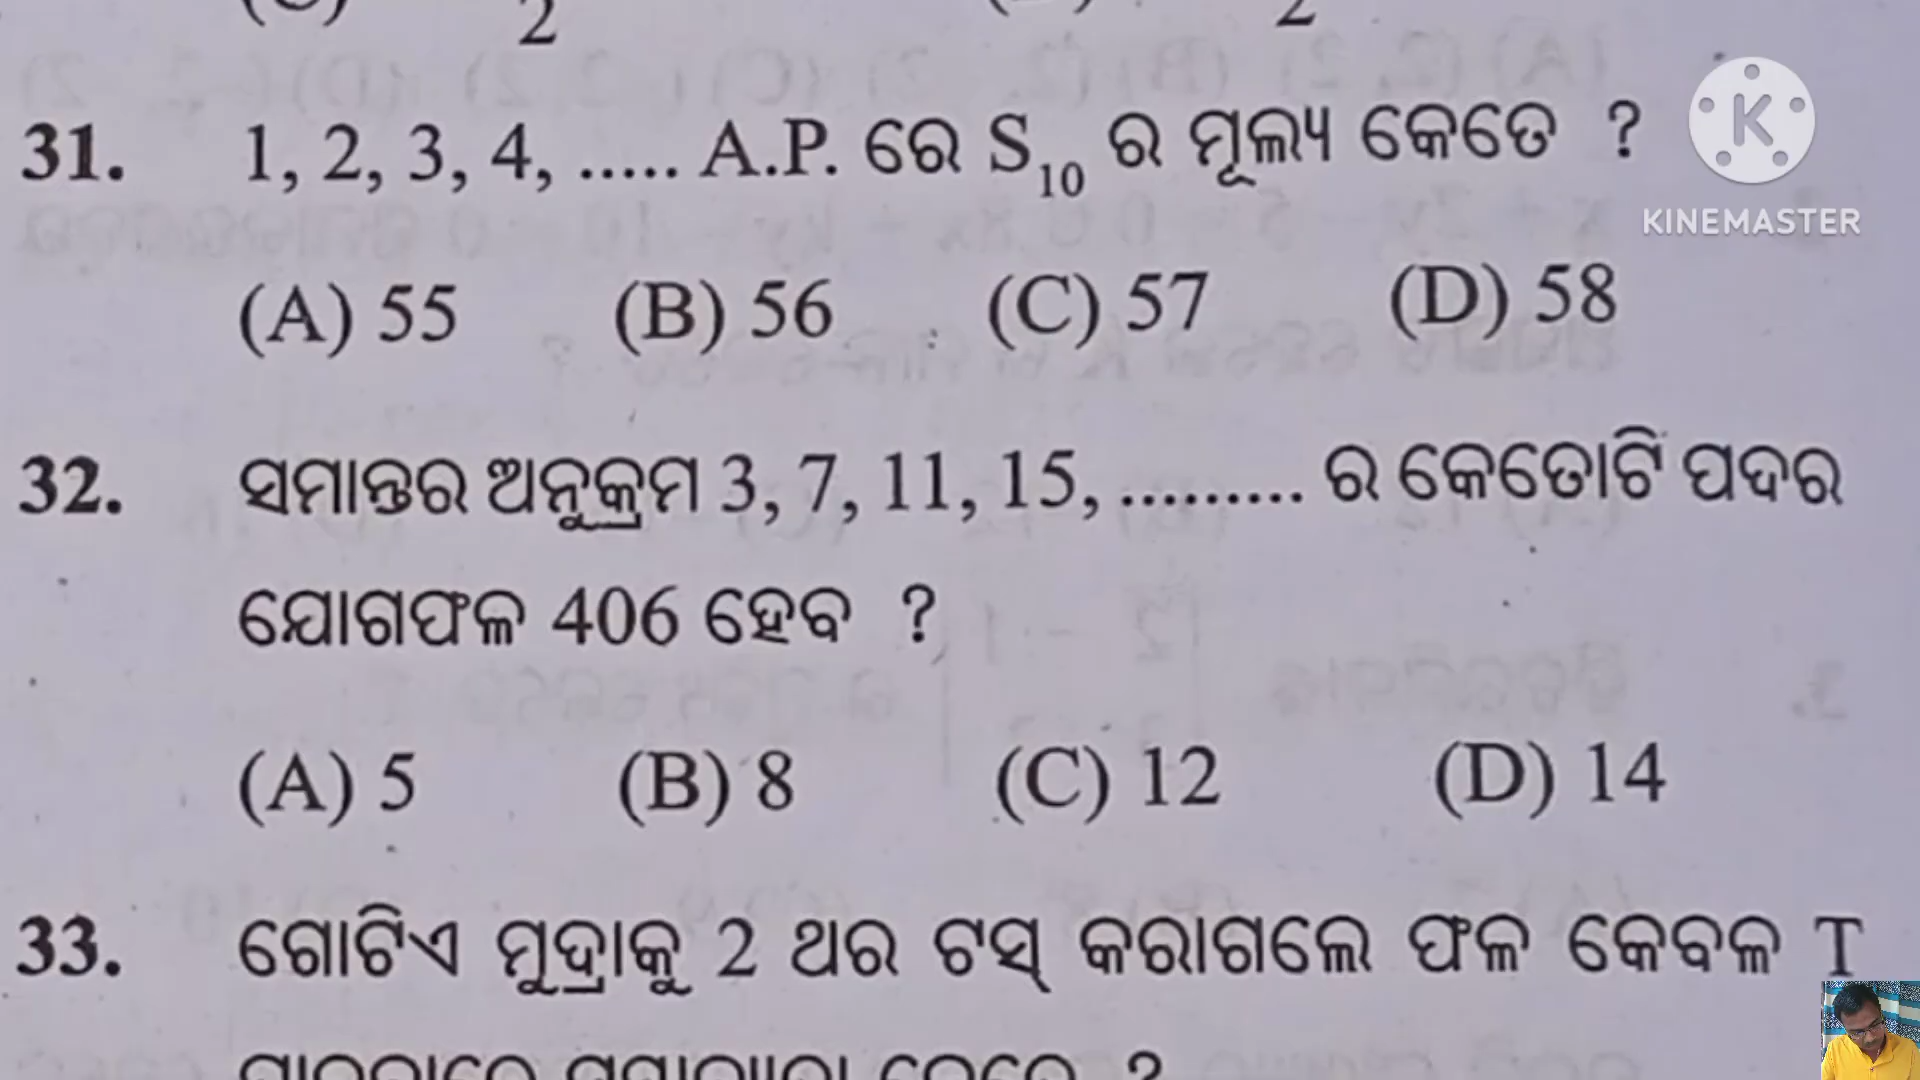 31. 1, 2, 3, 4, ..... A.P. ରେ S₁₀ ର ମୂଲ୍ୟ କେତେ ?
KINEMASTER
(A) 55 (B) 56 (C) 57 (D) 58
32. ସମାନ୍ତର ଅନୁକ୍ରମ 3, 7, 11, 15, ......... ର କେତୋଟି ପଦର
ଯୋଗଫଳ 406 ହେବ ?
(A) 5 (B) 8 (C) 12 (D) 14
33. ଗୋଟିଏ ମୁଦ୍ରାକୁ 2 ଥର ଟସ୍ କରାଗଲେ ଫଳ କେବଳ T